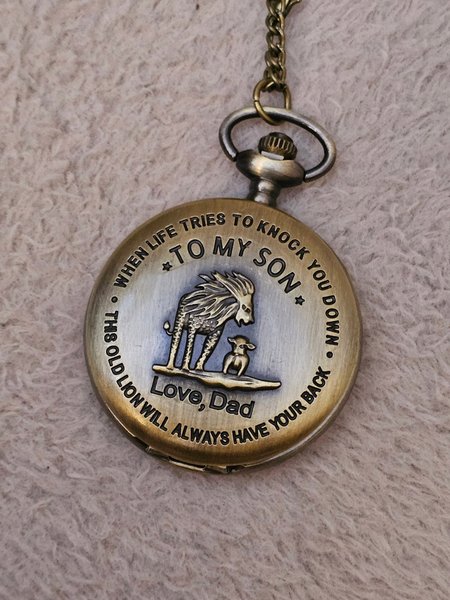 WHEN LIFE TRIES TO KNOCK YOU DOWN
TO MY SON
Love, Dad
THIS OLD LION WILL ALWAYS HAVE YOUR BACK